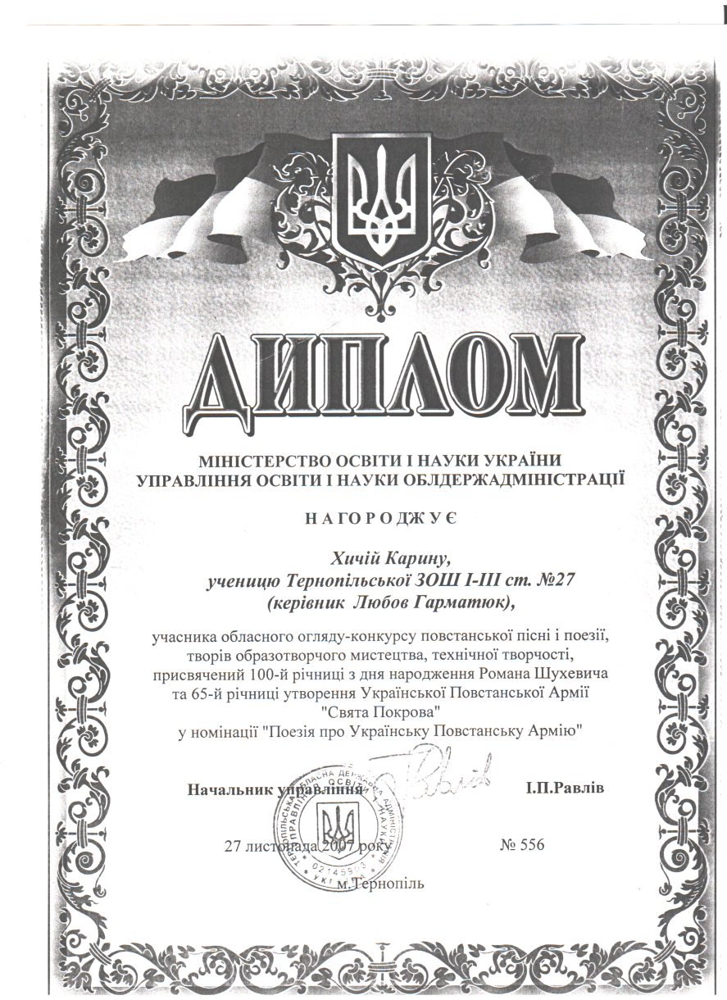 ДИПЛОМ
МІНІСТЕРСТВО ОСВІТИ І НАУКИ УКРАЇНИ
УПРАВЛІННЯ ОСВІТИ І НАУКИ ОБЛДЕРЖАДМІНІСТРАЦІЇ
НАГОРОДЖУЄ
Хичій Карину,
ученицю Тернопільської ЗОШ І-ІІІ ст. №27
(керівник Любов Гарматюк),
учасника обласного огляду-конкурсу повстанської пісні і поезії,
творів образотворчого мистецтва, технічної творчості,
присвячений 100-й річниці з дня народження Романа Шухевича
та 65-й річниці утворення Української Повстанської Армії
"Свята Покрова"
у номінації "Поезія про Українську Повстанську Армію"
Начальник управління І.П.Равлів
ТЕРНОПІЛЬСЬКА ОБЛАСНА ДЕРЖАВНА АДМІНІСТРАЦІЯ
УПРАВЛІННЯ ОСВІТИ І НАУКИ
* 02145903 *
* УКРАЇНА *
27 листопада 2007 року № 556
м.Тернопіль